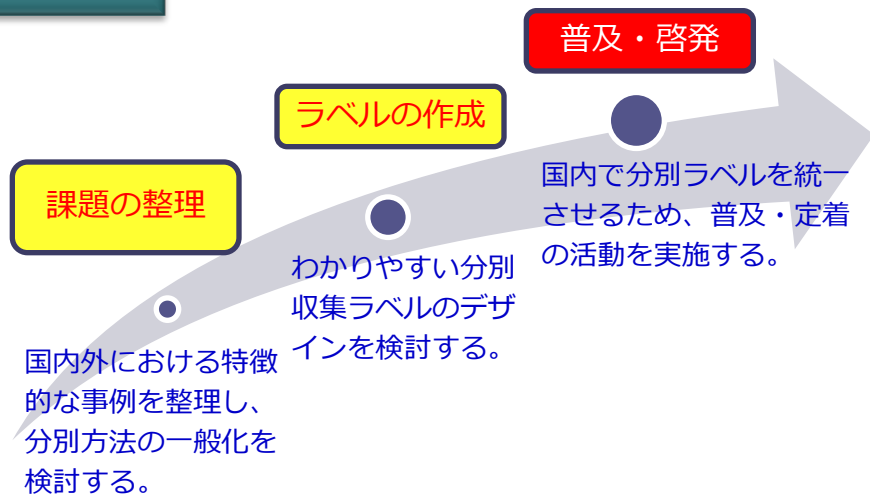 普及・啓発
ラベルの作成
課題の整理
国内で分別ラベルを統一
させるため、普及・定着
の活動を実施する。
わかりやすい分別
収集ラベルのデザ
インを検討する。
国内外における特徴
的な事例を整理し、
分別方法の一般化を
検討する。